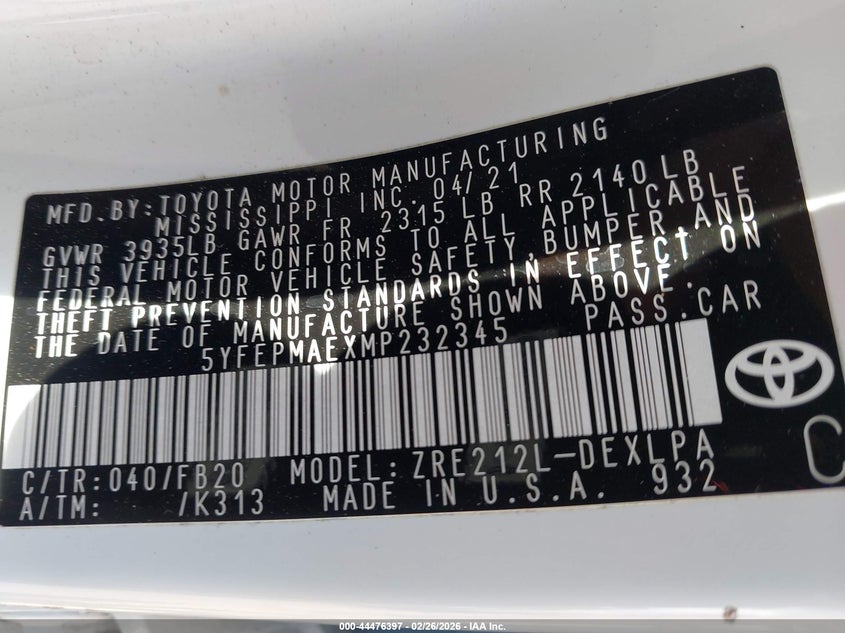 MFD. BY: TOYOTA MOTOR MANUFACTURING
MISSISSIPPI INC. 04/21
GVWR 3935LB GAWR FR 2315 LB RR 2140 LB
THIS VEHICLE CONFORMS TO ALL APPLICABLE
FEDERAL MOTOR VEHICLE SAFETY, BUMPER, AND
THEFT PREVENTION STANDARDS IN EFFECT ON
THE DATE OF MANUFACTURE SHOWN ABOVE.
5YFEPMAEXMP232345 PASS. CAR
C/TR: 040/FB20 MODEL: ZRE212L-DEXLPA
A/TM: /K313 MADE IN U.S.A. 932
C
000-44476397 - 02/26/2026 - IAA Inc.